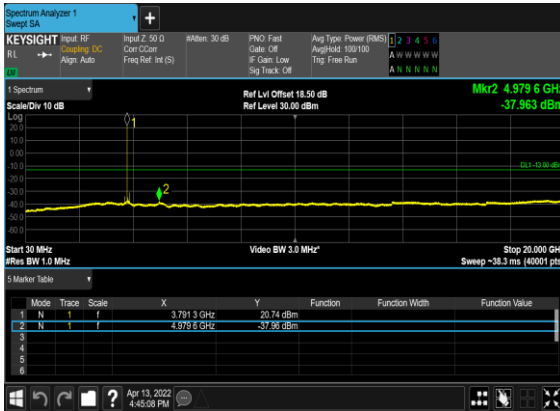 Spectrum Analyzer 1
Swept SA
+
KEYSIGHT Input: RF Input Z: 50 Ω #Atten: 30 dB PNO: Fast Avg Type: Power (RMS) 1 2 3 4 5 6
RL Coupling: DC Corr CCorr Gate: Off Avg|Hold: 100/100 A W W W W W
Align: Auto Freq Ref: Int (S) IF Gain: Low Trig: Free Run
Sig Track: Off A N N N N N
1 Spectrum
Ref Lvl Offset 18.50 dB Mkr2 4.979 6 GHz
Scale/Div 10 dB Ref Level 30.00 dBm -37.963 dBm
Log
20.0
10.0
0.00
-10.0
DL1 -13.00 dBm
-20.0
-30.0
-40.0
-50.0
-60.0
1
2
Start 30 MHz Video BW 3.0 MHz* Stop 20.000 GHz
#Res BW 1.0 MHz Sweep ~38.3 ms (40001 pts)
5 Marker Table
Mode Trace Scale X Y Function Function Width Function Value
1 N 1 f 3.791 3 GHz 20.74 dBm
2 N 1 f 4.979 6 GHz -37.96 dBm
3
4
5
6
? Apr 13, 2022
4:45:08 PM